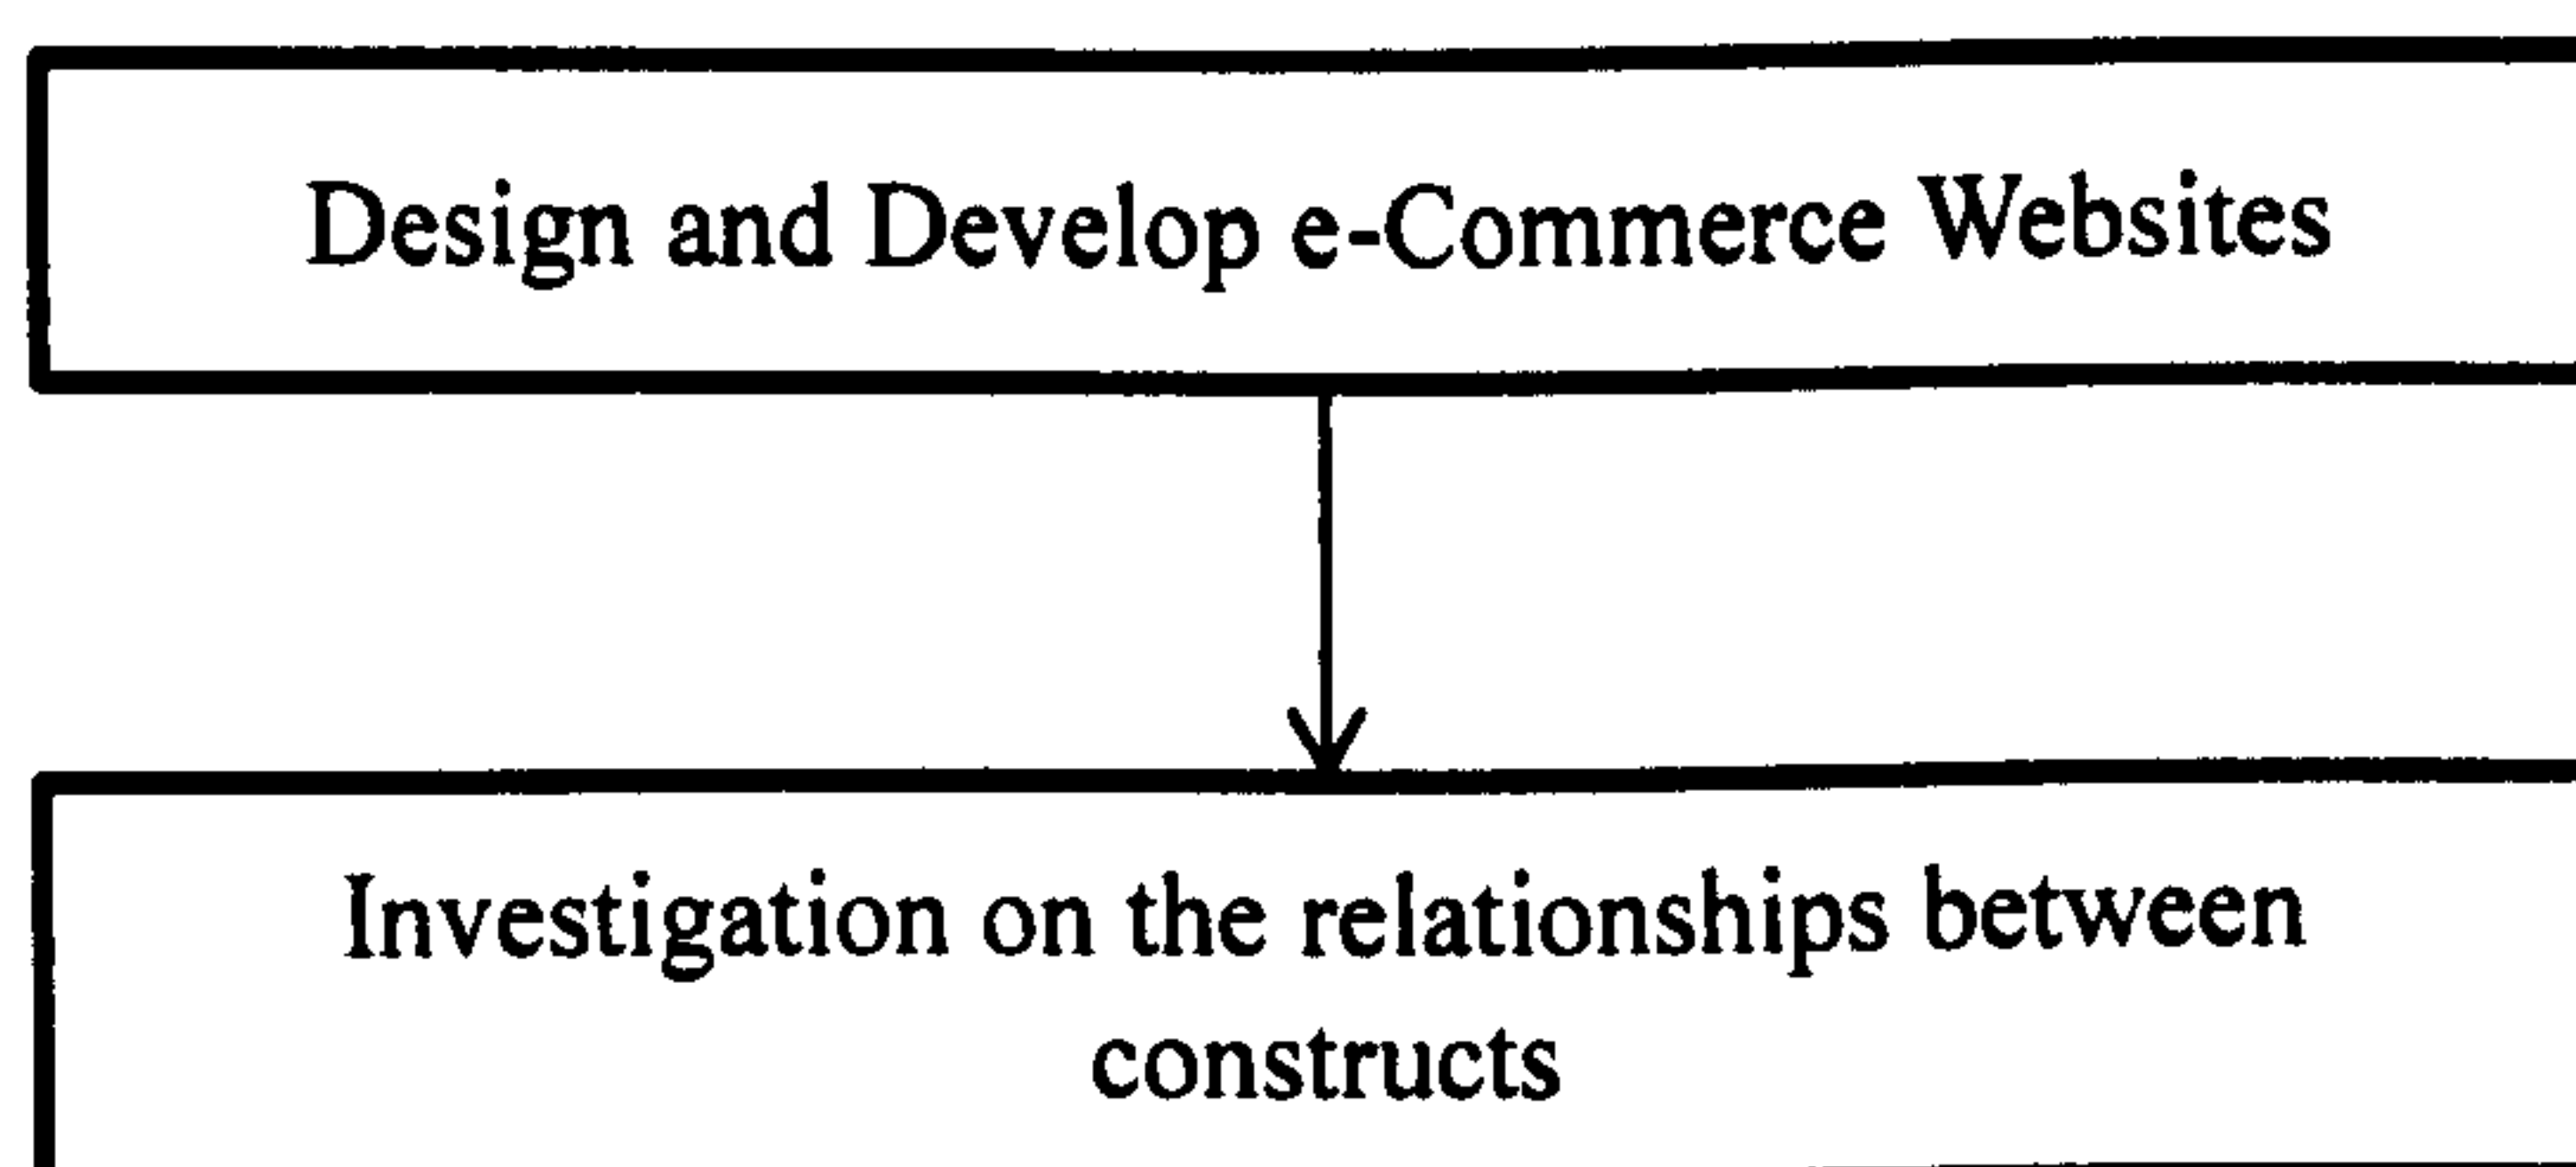 Design and Develop e-Commerce Websites
Investigation on the relationships between
constructs